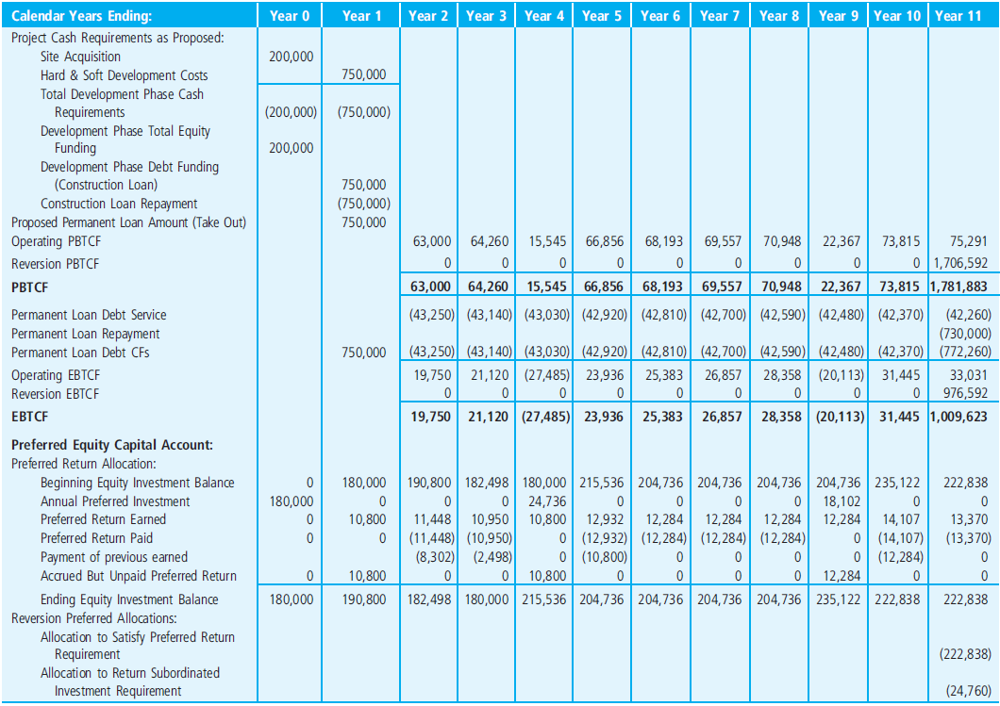 Calendar Years Ending: Year 0 Year 1 Year 2 Year 3 Year 4 Year 5 Year 6 Year 7 Year 8 Year 9 Year 10 Year 11
Project Cash Requirements as Proposed:
Site Acquisition 200,000
Hard & Soft Development Costs 750,000
Total Development Phase Cash
Requirements (200,000) (750,000)
Development Phase Total Equity
Funding 200,000
Development Phase Debt Funding
(Construction Loan) 750,000
Construction Loan Repayment (750,000)
Proposed Permanent Loan Amount (Take Out) 750,000
Operating PBTCF 63,000 64,260 15,545 66,856 68,193 69,557 70,948 22,367 73,815 75,291
Reversion PBTCF 0 0 0 0 0 0 0 0 0 1,706,592
PBTCF 63,000 64,260 15,545 66,856 68,193 69,557 70,948 22,367 73,815 1,781,883
Permanent Loan Debt Service (43,250) (43,140) (43,030) (42,920) (42,810) (42,700) (42,590) (42,480) (42,370) (42,260)
Permanent Loan Repayment (730,000)
Permanent Loan Debt CFs 750,000 (43,250) (43,140) (43,030) (42,920) (42,810) (42,700) (42,590) (42,480) (42,370) (772,260)
Operating EBTCF 19,750 21,120 (27,485) 23,936 25,383 26,857 28,358 (20,113) 31,445 33,031
Reversion EBTCF 0 0 0 0 0 0 0 0 0 976,592
EBTCF 19,750 21,120 (27,485) 23,936 25,383 26,857 28,358 (20,113) 31,445 1,009,623
Preferred Equity Capital Account:
Preferred Return Allocation:
Beginning Equity Investment Balance 0 180,000 190,800 182,498 180,000 215,536 204,736 204,736 204,736 204,736 235,122 222,838
Annual Preferred Investment 180,000 0 0 0 24,736 0 0 0 0 18,102 0 0
Preferred Return Earned 0 10,800 11,448 10,950 10,800 12,932 12,284 12,284 12,284 12,284 14,107 13,370
Preferred Return Paid 0 0 (11,448) (10,950) 0 (12,932) (12,284) (12,284) (12,284) 0 (14,107) (13,370)
Payment of previous earned (8,302) (2,498) 0 (10,800) 0 0 0 0 (12,284) 0
Accrued But Unpaid Preferred Return 0 10,800 0 0 10,800 0 0 0 0 12,284 0 0
Ending Equity Investment Balance 180,000 190,800 182,498 180,000 215,536 204,736 204,736 204,736 204,736 235,122 222,838 222,838
Reversion Preferred Allocations:
Allocation to Satisfy Preferred Return
Requirement (222,838)
Allocation to Return Subordinated
Investment Requirement (24,760)